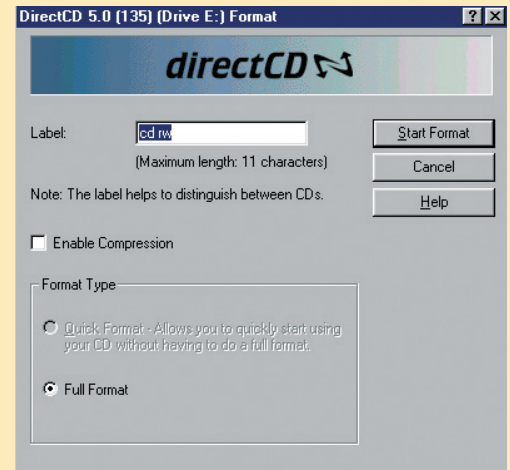 DirectCD 5.0 (135) (Drive E:) Format
directCD
Label:
cd rw
Start Format
(Maximum length: 11 characters)
Cancel
Note: The label helps to distinguish between CDs.
Help
Enable Compression
Format Type
Quick Format - Allows you to quickly start using
your CD without having to do a full format.
Full Format